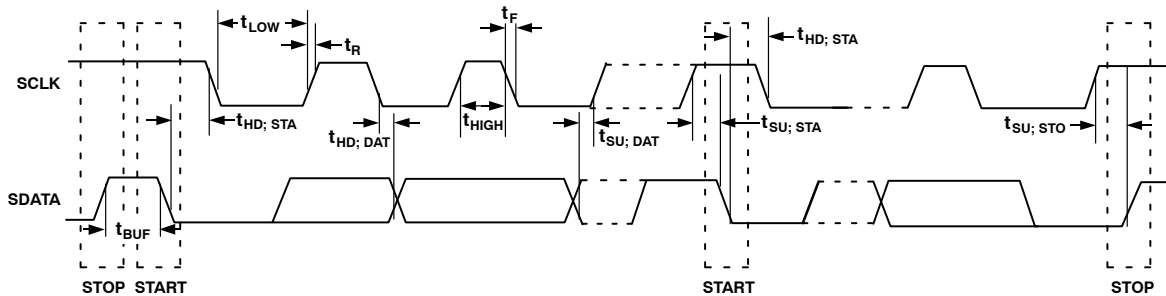 tF
tLOW
tR
tHD; STA
SCLK
tHD; STA
tHD; DAT
tHIGH
tSU; DAT
tSU; STA
tSU; STO
SDATA
tBUF
STOP
START
START
STOP